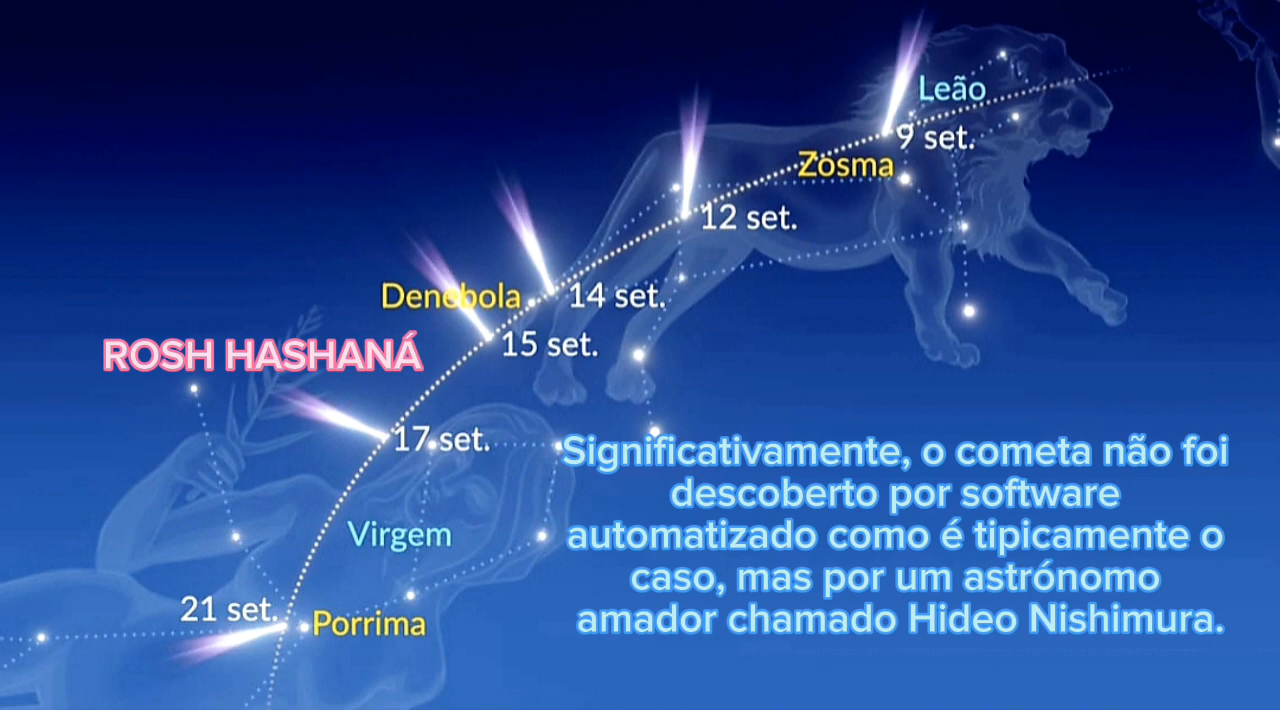 Leão
9 set.
Zosma
12 set.
Denebola
14 set.
15 set.
ROSH HASHANÁ
17 set.
Significativamente, o cometa não foi
descoberto por software
automatizado como é tipicamente o
caso, mas por um astrónomo
amador chamado Hideo Nishimura.
Virgem
21 set.
Porrima